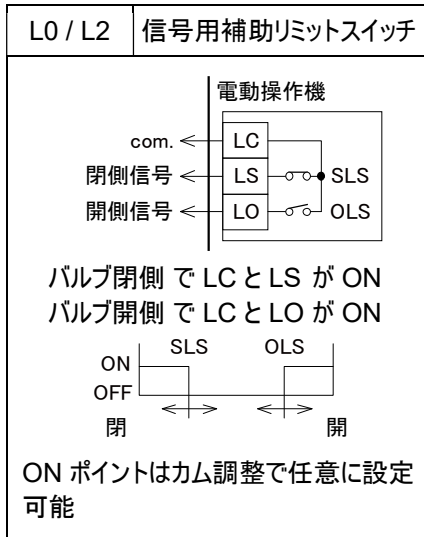 L0 / L2 信号用補助リミットスイッチ
電動操作機
com. LC
閉側信号 LS SLS
開側信号 LO OLS
バルブ閉側 で LC と LS が ON
バルブ開側 で LC と LO が ON
SLS OLS
ON
OFF
閉 開
ON ポイントはカム調整で任意に設定
可能